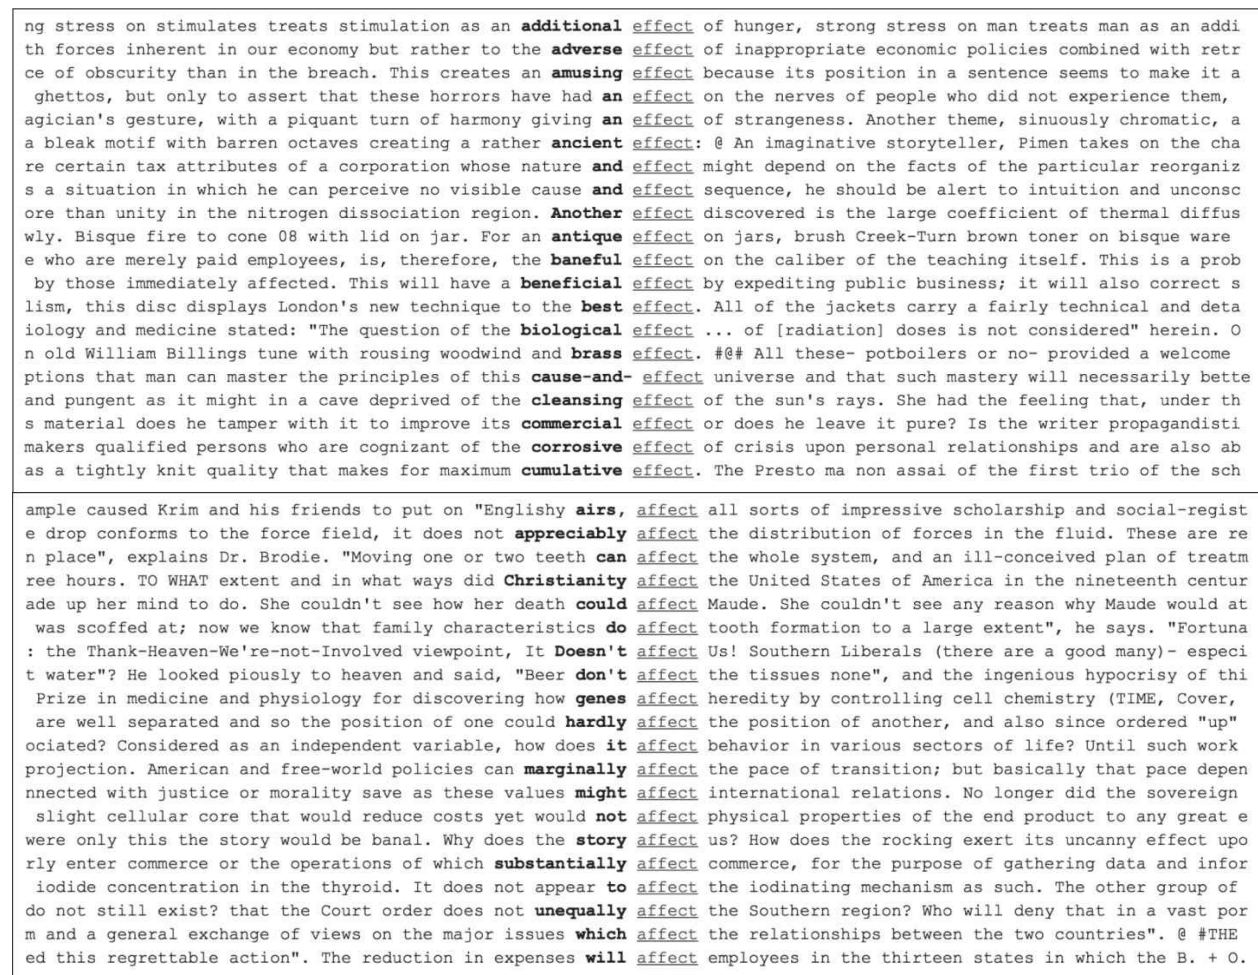 ng stress on stimulates treats stimulation as an additional effect of hunger, strong stress on man treats man as an addi
th forces inherent in our economy but rather to the adverse effect of inappropriate economic policies combined with retr
ce of obscurity than in the breach. This creates an amusing effect because its position in a sentence seems to make it a
ghettos, but only to assert that these horrors have had an effect on the nerves of people who did not experience them,
agician's gesture, with a piquant turn of harmony giving an effect of strangeness. Another theme, sinuously chromatic, a
a bleak motif with barren octaves creating a rather ancient effect: @ An imaginative storyteller, Pimen takes on the cha
re certain tax attributes of a corporation whose nature and effect might depend on the facts of the particular reorganiz
s a situation in which he can perceive no visible cause and effect sequence, he should be alert to intuition and unconsc
ore than unity in the nitrogen dissociation region. Another effect discovered is the large coefficient of thermal diffus
wly. Bisque fire to cone 08 with lid on jar. For an antique effect on jars, brush Creek-Turn brown toner on bisque ware
e who are merely paid employees, is, therefore, the baneful effect on the caliber of the teaching itself. This is a prob
by those immediately affected. This will have a beneficial effect by expediting public business; it will also correct s
lism, this disc displays London's new technique to the best effect. All of the jackets carry a fairly technical and deta
iology and medicine stated: "The question of the biological effect ... of [radiation] doses is not considered" herein. O
n old William Billings tune with rousing woodwind and brass effect. #@# All these- potboilers or no- provided a welcome
ptions that man can master the principles of this cause-and- effect universe and that such mastery will necessarily bette
and pungent as it might in a cave deprived of the cleansing effect of the sun's rays. She had the feeling that, under th
s material does he tamper with it to improve its commercial effect or does he leave it pure? Is the writer propagandisti
makers qualified persons who are cognizant of the corrosive effect of crisis upon personal relationships and are also ab
as a tightly knit quality that makes for maximum cumulative effect. The Presto ma non assai of the first trio of the sch
ample caused Krim and his friends to put on "Englishy airs, affect all sorts of impressive scholarship and social-regist
e drop conforms to the force field, it does not appreciably affect the distribution of forces in the fluid. These are re
n place", explains Dr. Brodie. "Moving one or two teeth can affect the whole system, and an ill-conceived plan of treatm
ree hours. TO WHAT extent and in what ways did Christianity affect the United States of America in the nineteenth centur
ade up her mind to do. She couldn't see how her death could affect Maude. She couldn't see any reason why Maude would at
was scoffed at; now we know that family characteristics do affect tooth formation to a large extent", he says. "Fortuna
: the Thank-Heaven-We're-not-Involved viewpoint, It Doesn't affect Us! Southern Liberals (there are a good many)- especi
t water"? He looked piously to heaven and said, "Beer don't affect the tissues none", and the ingenious hypocrisy of thi
Prize in medicine and physiology for discovering how genes affect heredity by controlling cell chemistry (TIME, Cover,
are well separated and so the position of one could hardly affect the position of another, and also since ordered "up"
ociated? Considered as an independent variable, how does it affect behavior in various sectors of life? Until such work
projection. American and free-world policies can marginally affect the pace of transition; but basically that pace depen
nnected with justice or morality save as these values might affect international relations. No longer did the sovereign
slight cellular core that would reduce costs yet would not affect physical properties of the end product to any great e
were only this the story would be banal. Why does the story affect us? How does the rocking exert its uncanny effect upo
rly enter commerce or the operations of which substantially affect commerce, for the purpose of gathering data and infor
iodide concentration in the thyroid. It does not appear to affect the iodinating mechanism as such. The other group of
do not still exist? that the Court order does not unequally affect the Southern region? Who will deny that in a vast por
m and a general exchange of views on the major issues which affect the relationships between the two countries". @ #THE
ed this regrettable action". The reduction in expenses will affect employees in the thirteen states in which the B. + O.